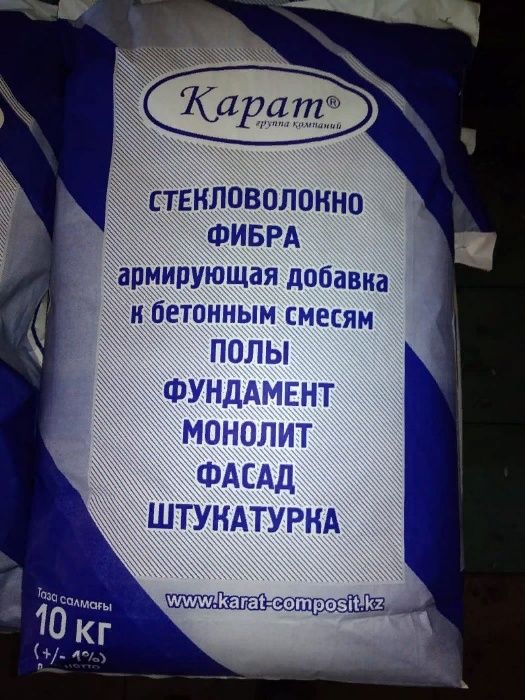 Карат®
группа компаний
СТЕКЛОВОЛОКНО
ФИБРА
армирующая добавка
к бетонным смесям
ПОЛЫ
ФУНДАМЕНТ
МОНОЛИТ
ФАСАД
ШТУКАТУРКА
www.karat-composit.kz
Таза салмағы
10 кг
(+/- 1%)